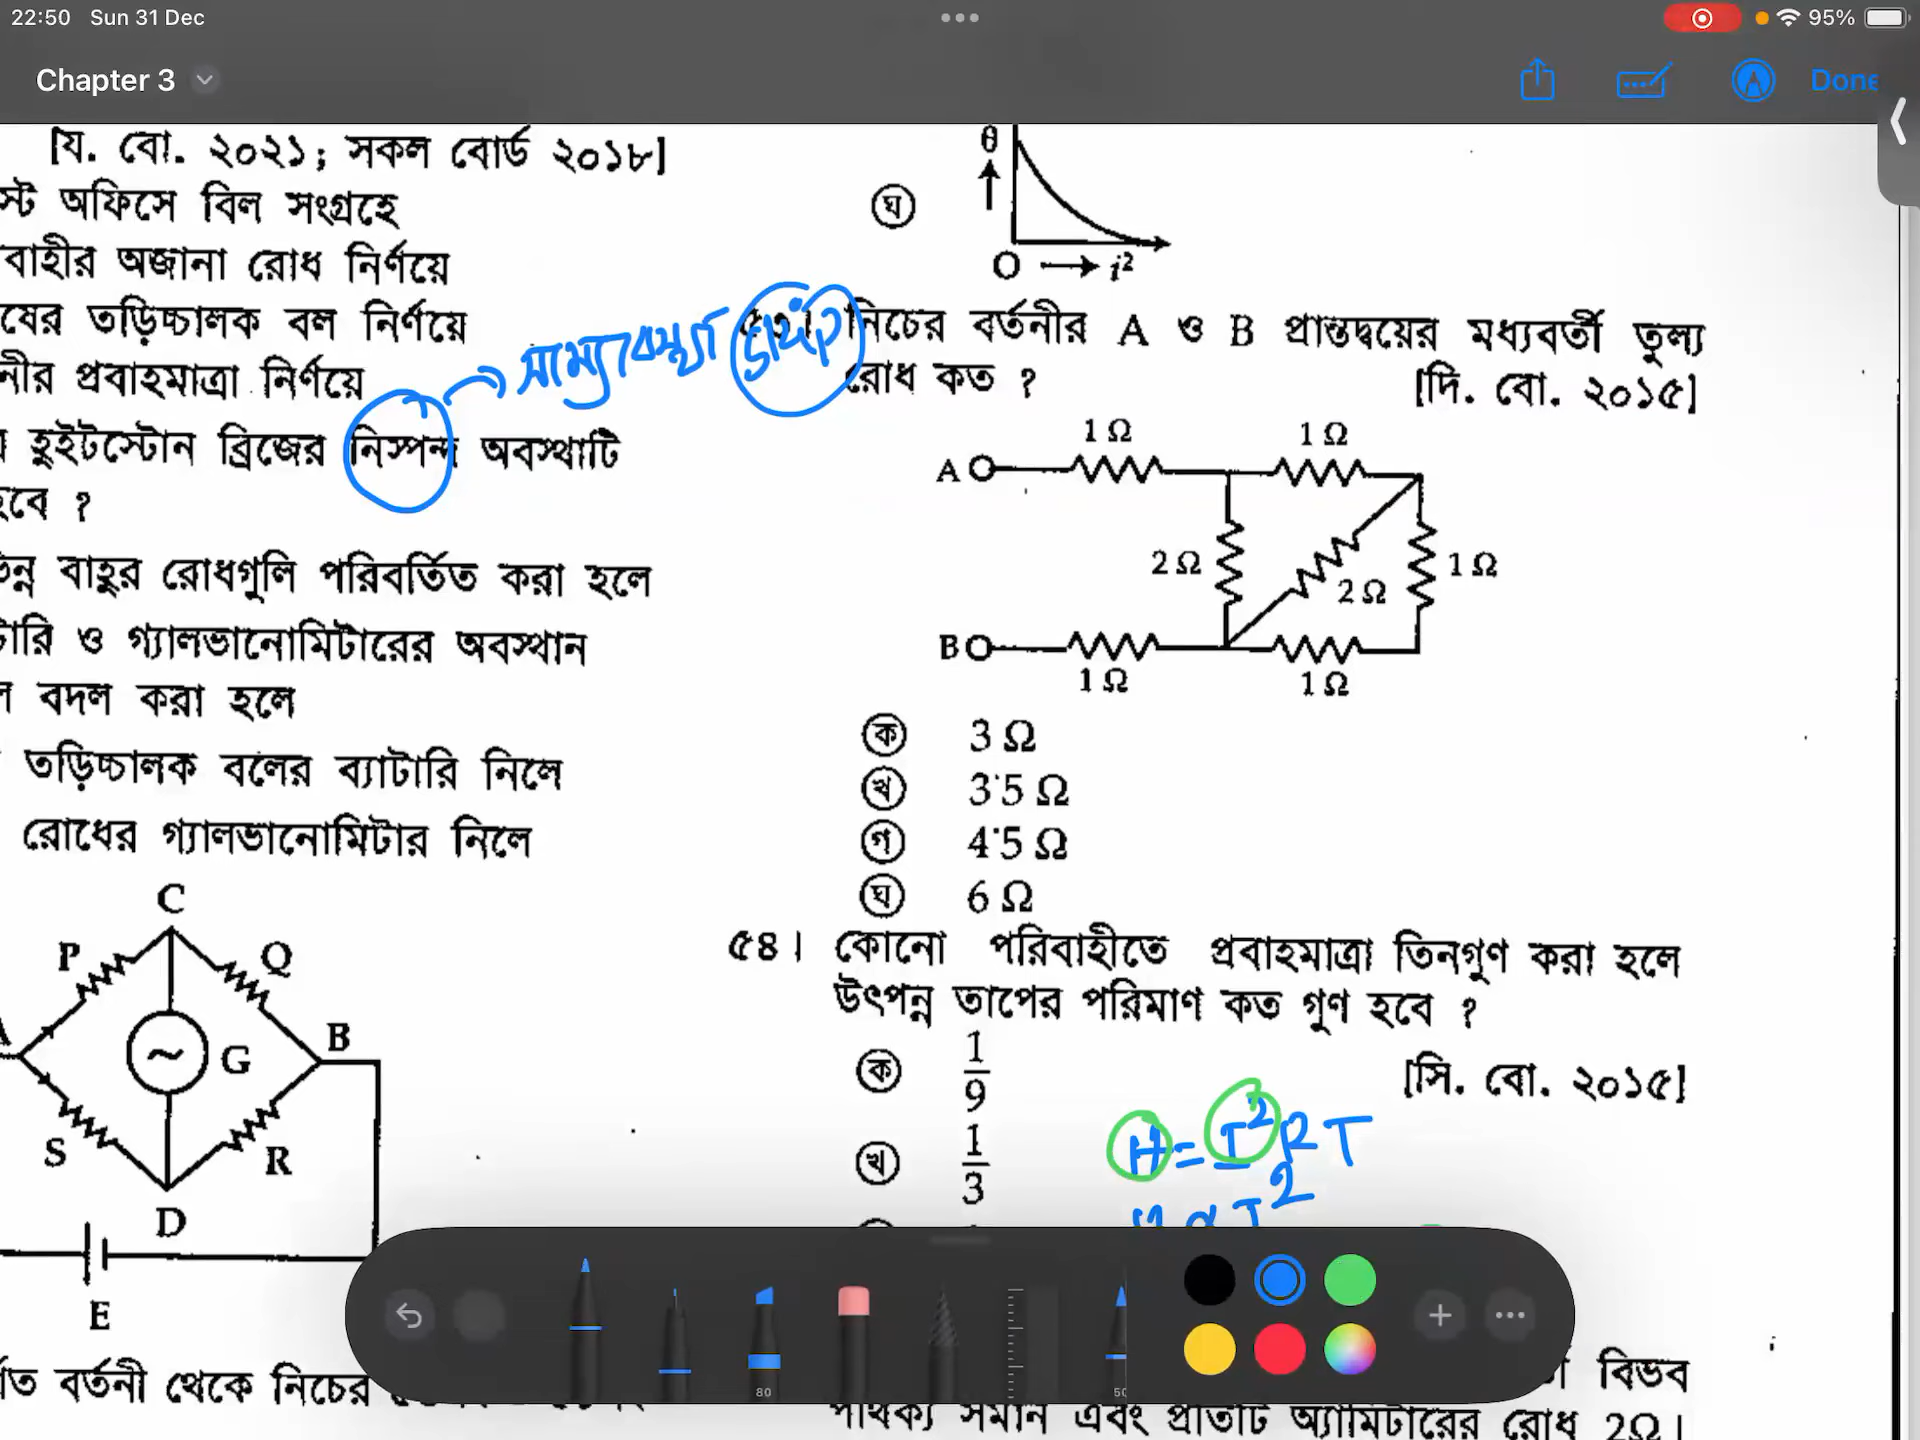 22:50 Sun 31 Dec
95%
Chapter 3
Done
[য. বো. ২০২১; সকল বোর্ড ২০১৮]
স্ট অফিসে বিল সংগ্রহে
বাহীর অজানা রোধ নির্ণয়ে
ষের তড়িচ্চালক বল নির্ণয়ে
নীর প্রবাহমাত্রা নির্ণয়ে
হুইটস্টোন ব্রিজের নিস্পন্দ অবস্থাটি
হবে ?
ভিন্ন বাহুর রোধগুলি পরিবর্তিত করা হলে
টারি ও গ্যালভানোমিটারের অবস্থান
বদল করা হলে
তড়িচ্চালক বলের ব্যাটারি নিলে
রোধের গ্যালভানোমিটার নিলে
C
P
Q
A
G
B
S
R
D
E
বর্তনী থেকে নিচের
সাম্যাবস্থা
θ
ঘ
O
i²
নিচের বর্তনীর A ও B প্রান্তদ্বয়ের মধ্যবর্তী তুল্য
রোধ কত ?
[দি. বো. ২০১৫]
1 Ω
1 Ω
A
2 Ω
2 Ω
1 Ω
B
1 Ω
1 Ω
ক 3 Ω
খ 3·5 Ω
গ 4·5 Ω
ঘ 6 Ω
৫৪। কোনো পরিবাহীতে প্রবাহমাত্রা তিনগুণ করা হলে
উৎপন্ন তাপের পরিমাণ কত গুণ হবে ?
[সি. বো. ২০১৫]
ক 1/9
খ 1/3
H = I² R T
H ∝ I²
80
50
বিভব
পার্থক্য সমান এবং প্রতিটি অ্যামিটারের রোধ 2Ω।